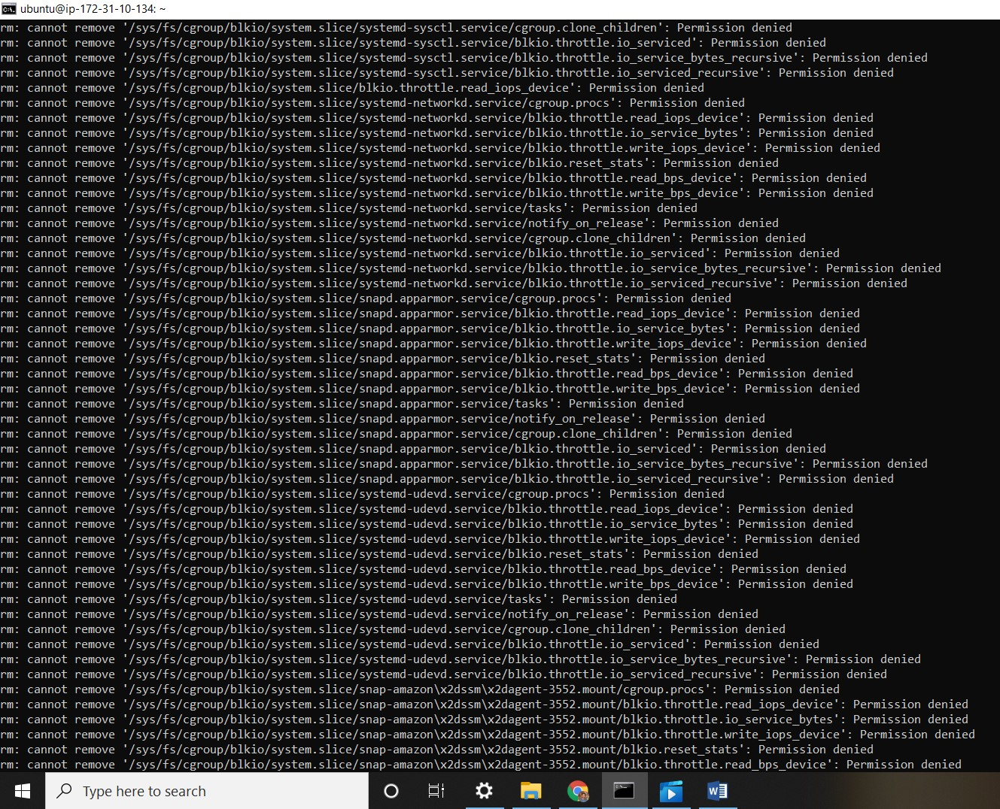 ubuntu@ip-172-31-10-134: ~
rm: cannot remove '/sys/fs/cgroup/blkio/system.slice/systemd-sysctl.service/cgroup.clone_children': Permission denied
rm: cannot remove '/sys/fs/cgroup/blkio/system.slice/systemd-sysctl.service/blkio.throttle.io_serviced': Permission denied
rm: cannot remove '/sys/fs/cgroup/blkio/system.slice/systemd-sysctl.service/blkio.throttle.io_service_bytes_recursive': Permission denied
rm: cannot remove '/sys/fs/cgroup/blkio/system.slice/systemd-sysctl.service/blkio.throttle.io_serviced_recursive': Permission denied
rm: cannot remove '/sys/fs/cgroup/blkio/system.slice/blkio.throttle.read_iops_device': Permission denied
rm: cannot remove '/sys/fs/cgroup/blkio/system.slice/systemd-networkd.service/cgroup.procs': Permission denied
rm: cannot remove '/sys/fs/cgroup/blkio/system.slice/systemd-networkd.service/blkio.throttle.read_iops_device': Permission denied
rm: cannot remove '/sys/fs/cgroup/blkio/system.slice/systemd-networkd.service/blkio.throttle.io_service_bytes': Permission denied
rm: cannot remove '/sys/fs/cgroup/blkio/system.slice/systemd-networkd.service/blkio.throttle.write_iops_device': Permission denied
rm: cannot remove '/sys/fs/cgroup/blkio/system.slice/systemd-networkd.service/blkio.reset_stats': Permission denied
rm: cannot remove '/sys/fs/cgroup/blkio/system.slice/systemd-networkd.service/blkio.throttle.read_bps_device': Permission denied
rm: cannot remove '/sys/fs/cgroup/blkio/system.slice/systemd-networkd.service/blkio.throttle.write_bps_device': Permission denied
rm: cannot remove '/sys/fs/cgroup/blkio/system.slice/systemd-networkd.service/tasks': Permission denied
rm: cannot remove '/sys/fs/cgroup/blkio/system.slice/systemd-networkd.service/notify_on_release': Permission denied
rm: cannot remove '/sys/fs/cgroup/blkio/system.slice/systemd-networkd.service/cgroup.clone_children': Permission denied
rm: cannot remove '/sys/fs/cgroup/blkio/system.slice/systemd-networkd.service/blkio.throttle.io_serviced': Permission denied
rm: cannot remove '/sys/fs/cgroup/blkio/system.slice/systemd-networkd.service/blkio.throttle.io_service_bytes_recursive': Permission denied
rm: cannot remove '/sys/fs/cgroup/blkio/system.slice/systemd-networkd.service/blkio.throttle.io_serviced_recursive': Permission denied
rm: cannot remove '/sys/fs/cgroup/blkio/system.slice/snapd.apparmor.service/cgroup.procs': Permission denied
rm: cannot remove '/sys/fs/cgroup/blkio/system.slice/snapd.apparmor.service/blkio.throttle.read_iops_device': Permission denied
rm: cannot remove '/sys/fs/cgroup/blkio/system.slice/snapd.apparmor.service/blkio.throttle.io_service_bytes': Permission denied
rm: cannot remove '/sys/fs/cgroup/blkio/system.slice/snapd.apparmor.service/blkio.throttle.write_iops_device': Permission denied
rm: cannot remove '/sys/fs/cgroup/blkio/system.slice/snapd.apparmor.service/blkio.reset_stats': Permission denied
rm: cannot remove '/sys/fs/cgroup/blkio/system.slice/snapd.apparmor.service/blkio.throttle.read_bps_device': Permission denied
rm: cannot remove '/sys/fs/cgroup/blkio/system.slice/snapd.apparmor.service/blkio.throttle.write_bps_device': Permission denied
rm: cannot remove '/sys/fs/cgroup/blkio/system.slice/snapd.apparmor.service/tasks': Permission denied
rm: cannot remove '/sys/fs/cgroup/blkio/system.slice/snapd.apparmor.service/notify_on_release': Permission denied
rm: cannot remove '/sys/fs/cgroup/blkio/system.slice/snapd.apparmor.service/cgroup.clone_children': Permission denied
rm: cannot remove '/sys/fs/cgroup/blkio/system.slice/snapd.apparmor.service/blkio.throttle.io_serviced': Permission denied
rm: cannot remove '/sys/fs/cgroup/blkio/system.slice/snapd.apparmor.service/blkio.throttle.io_service_bytes_recursive': Permission denied
rm: cannot remove '/sys/fs/cgroup/blkio/system.slice/snapd.apparmor.service/blkio.throttle.io_serviced_recursive': Permission denied
rm: cannot remove '/sys/fs/cgroup/blkio/system.slice/systemd-udevd.service/cgroup.procs': Permission denied
rm: cannot remove '/sys/fs/cgroup/blkio/system.slice/systemd-udevd.service/blkio.throttle.read_iops_device': Permission denied
rm: cannot remove '/sys/fs/cgroup/blkio/system.slice/systemd-udevd.service/blkio.throttle.io_service_bytes': Permission denied
rm: cannot remove '/sys/fs/cgroup/blkio/system.slice/systemd-udevd.service/blkio.throttle.write_iops_device': Permission denied
rm: cannot remove '/sys/fs/cgroup/blkio/system.slice/systemd-udevd.service/blkio.reset_stats': Permission denied
rm: cannot remove '/sys/fs/cgroup/blkio/system.slice/systemd-udevd.service/blkio.throttle.read_bps_device': Permission denied
rm: cannot remove '/sys/fs/cgroup/blkio/system.slice/systemd-udevd.service/blkio.throttle.write_bps_device': Permission denied
rm: cannot remove '/sys/fs/cgroup/blkio/system.slice/systemd-udevd.service/tasks': Permission denied
rm: cannot remove '/sys/fs/cgroup/blkio/system.slice/systemd-udevd.service/notify_on_release': Permission denied
rm: cannot remove '/sys/fs/cgroup/blkio/system.slice/systemd-udevd.service/cgroup.clone_children': Permission denied
rm: cannot remove '/sys/fs/cgroup/blkio/system.slice/systemd-udevd.service/blkio.throttle.io_serviced': Permission denied
rm: cannot remove '/sys/fs/cgroup/blkio/system.slice/systemd-udevd.service/blkio.throttle.io_service_bytes_recursive': Permission denied
rm: cannot remove '/sys/fs/cgroup/blkio/system.slice/systemd-udevd.service/blkio.throttle.io_serviced_recursive': Permission denied
rm: cannot remove '/sys/fs/cgroup/blkio/system.slice/snap-amazon\x2dssm\x2dagent-3552.mount/cgroup.procs': Permission denied
rm: cannot remove '/sys/fs/cgroup/blkio/system.slice/snap-amazon\x2dssm\x2dagent-3552.mount/blkio.throttle.read_iops_device': Permission denied
rm: cannot remove '/sys/fs/cgroup/blkio/system.slice/snap-amazon\x2dssm\x2dagent-3552.mount/blkio.throttle.io_service_bytes': Permission denied
rm: cannot remove '/sys/fs/cgroup/blkio/system.slice/snap-amazon\x2dssm\x2dagent-3552.mount/blkio.throttle.write_iops_device': Permission denied
rm: cannot remove '/sys/fs/cgroup/blkio/system.slice/snap-amazon\x2dssm\x2dagent-3552.mount/blkio.reset_stats': Permission denied
rm: cannot remove '/sys/fs/cgroup/blkio/system.slice/snap-amazon\x2dssm\x2dagent-3552.mount/blkio.throttle.read_bps_device': Permission denied
Type here to search